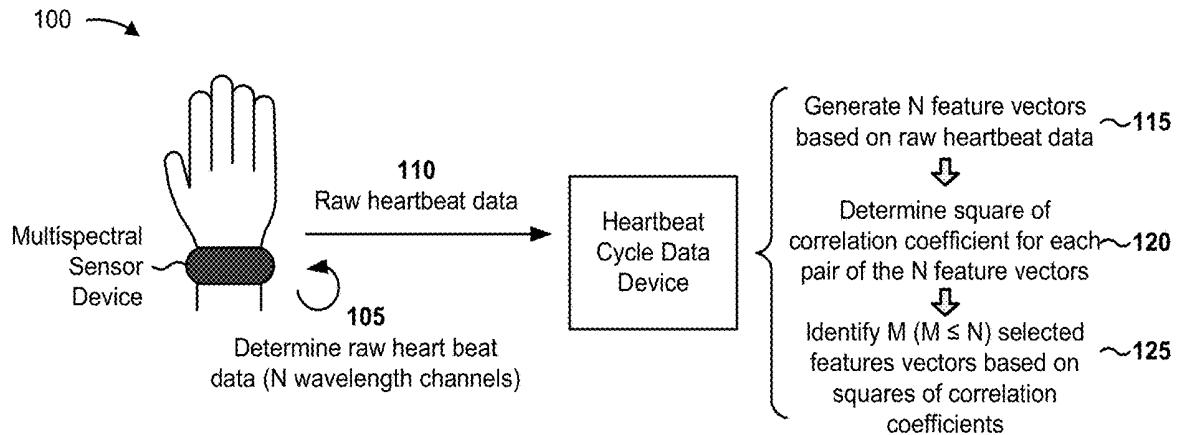 100
Multispectral
Sensor
Device
110
Raw heartbeat data
105
Determine raw heart beat
data (N wavelength channels)
Heartbeat
Cycle Data
Device
Generate N feature vectors
based on raw heartbeat data
115
Determine square of
correlation coefficient for each
pair of the N feature vectors
120
Identify M (M ≤ N) selected
features vectors based on
squares of correlation
coefficients
125